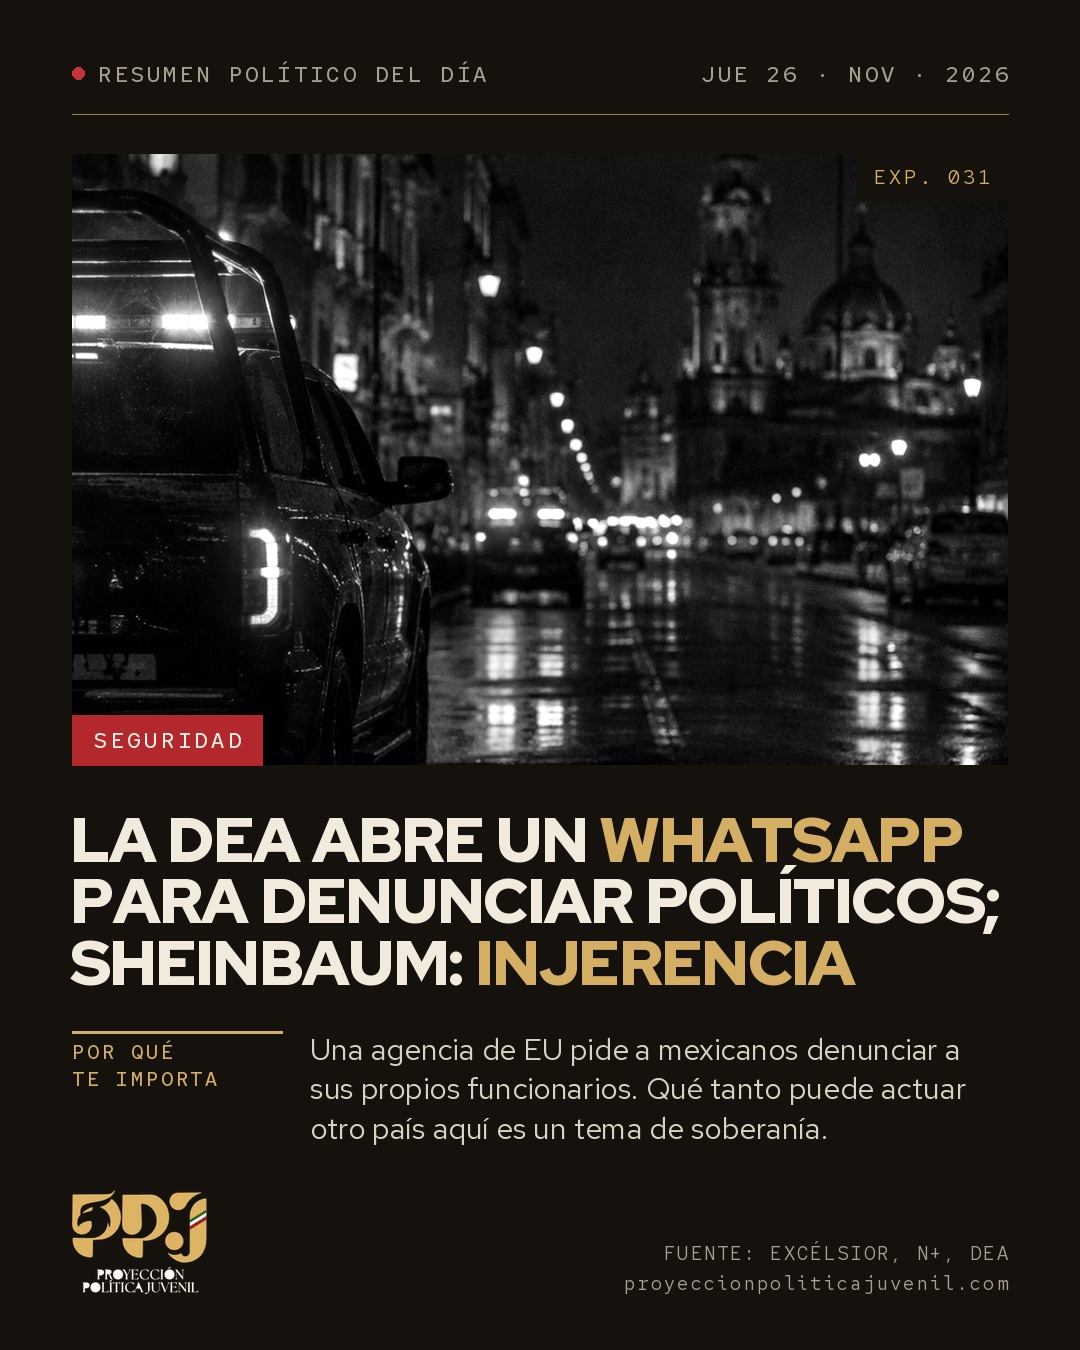 RESUMEN POLÍTICO DEL DÍA
JUE 26 · NOV · 2026
EXP. 031
SEGURIDAD
LA DEA ABRE UN WHATSAPP
PARA DENUNCIAR POLÍTICOS;
SHEINBAUM: INJERENCIA
POR QUÉ
TE IMPORTA
Una agencia de EU pide a mexicanos denunciar a
sus propios funcionarios. Qué tanto puede actuar
otro país aquí es un tema de soberanía.
PPJ
PROYECCIÓN
POLÍTICA JUVENIL
FUENTE: EXCÉLSIOR, N+, DEA
proyeccionpoliticajuvenil.com